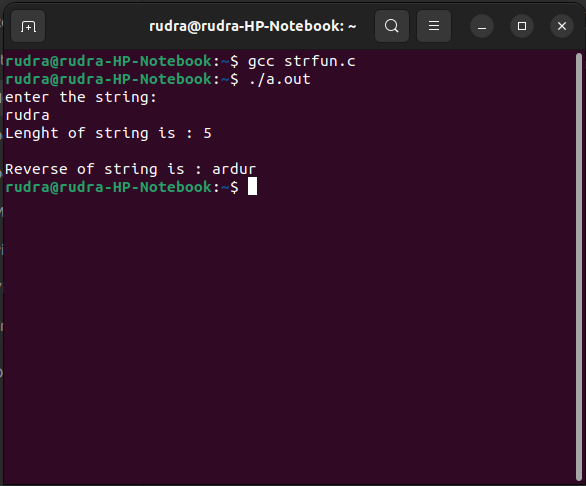 rudra@rudra-HP-Notebook: ~
rudra@rudra-HP-Notebook:~$ gcc strfun.c
rudra@rudra-HP-Notebook:~$ ./a.out
enter the string:
rudra
Lenght of string is : 5
Reverse of string is : ardur
rudra@rudra-HP-Notebook:~$